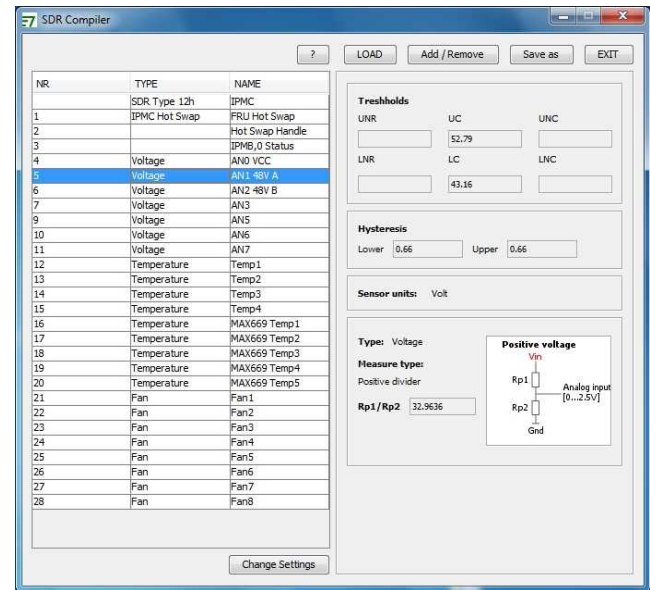 SDR Compiler
? LOAD Add / Remove Save as EXIT
NR TYPE NAME
SDR Type 12h IPMC
1 IPMC Hot Swap FRU Hot Swap
2 Hot Swap Handle
3 IPMB,0 Status
4 Voltage AN0 VCC
5 Voltage AN1 48V A
6 Voltage AN2 48V B
7 Voltage AN3
9 Voltage AN5
10 Voltage AN6
11 Voltage AN7
12 Temperature Temp1
13 Temperature Temp2
14 Temperature Temp3
15 Temperature Temp4
16 Temperature MAX669 Temp1
17 Temperature MAX669 Temp2
18 Temperature MAX669 Temp3
19 Temperature MAX669 Temp4
20 Temperature MAX669 Temp5
21 Fan Fan1
22 Fan Fan2
23 Fan Fan3
24 Fan Fan4
25 Fan Fan5
26 Fan Fan6
27 Fan Fan7
28 Fan Fan8
Change Settings
Treshholds
UNR UC UNC
52.79
LNR LC LNC
43.16
Hysteresis
Lower 0.66 Upper 0.66
Sensor units: Volt
Type: Voltage
Measure type:
Positive divider
Rp1/Rp2 32.9636
Positive voltage
Vin
Rp1
Analog input
[0...2.5V]
Rp2
Gnd